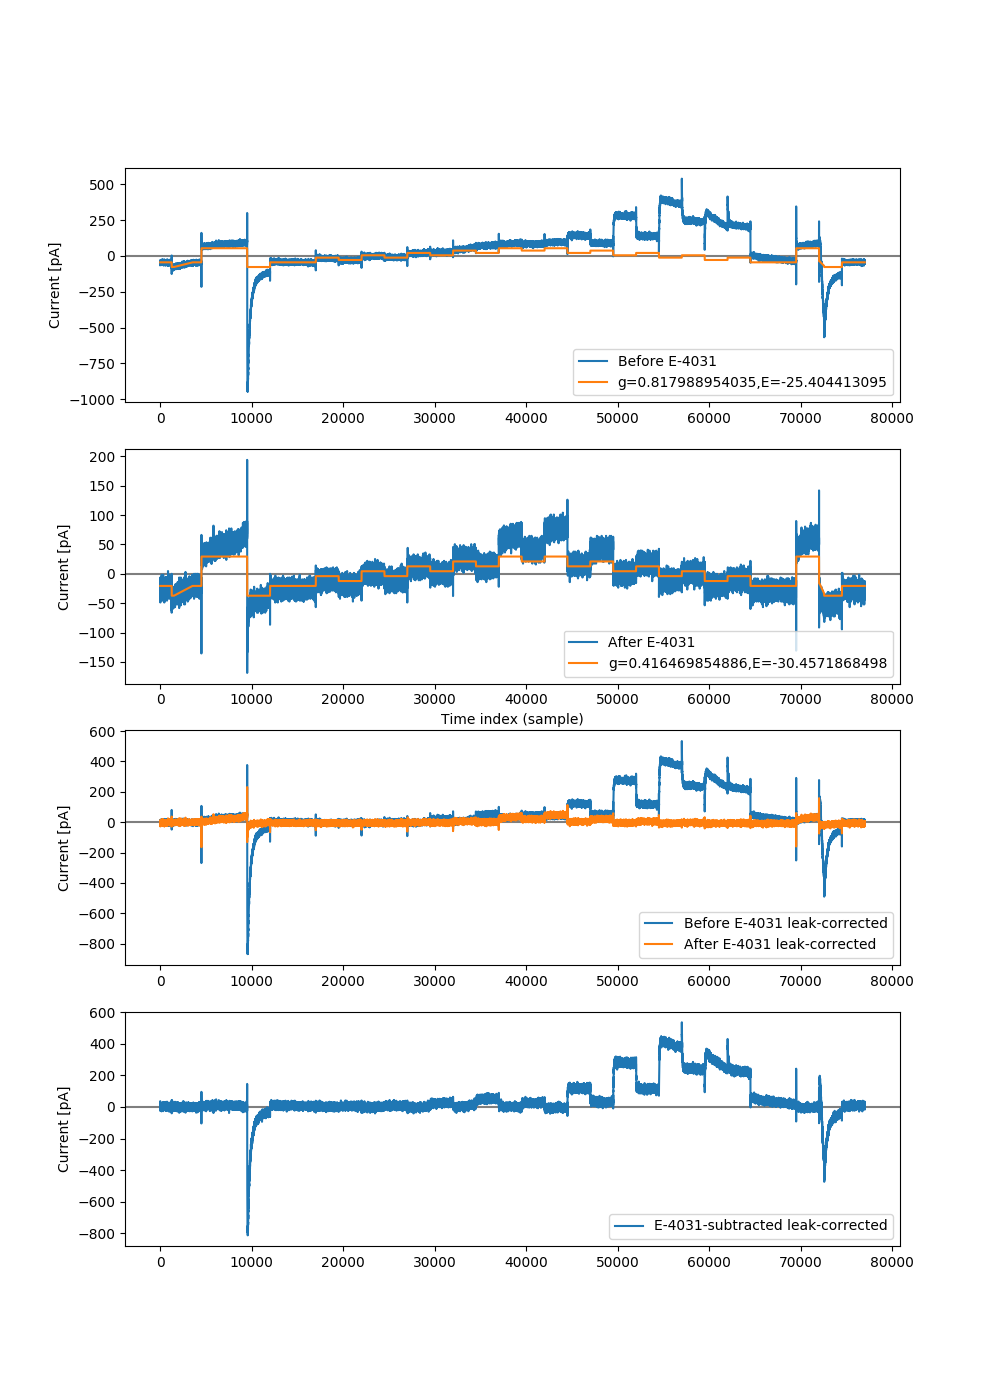 500
250
0
−250
−500
−750
−1000
Current [pA]
Before E-4031
g=0.817988954035,E=-25.404413095
0 10000 20000 30000 40000 50000 60000 70000 80000
200
150
100
50
0
−50
−100
−150
Current [pA]
After E-4031
g=0.416469854886,E=-30.4571868498
0 10000 20000 30000 40000 50000 60000 70000 80000
Time index (sample)
600
400
200
0
−200
−400
−600
−800
Current [pA]
Before E-4031 leak-corrected
After E-4031 leak-corrected
0 10000 20000 30000 40000 50000 60000 70000 80000
600
400
200
0
−200
−400
−600
−800
Current [pA]
E-4031-subtracted leak-corrected
0 10000 20000 30000 40000 50000 60000 70000 80000